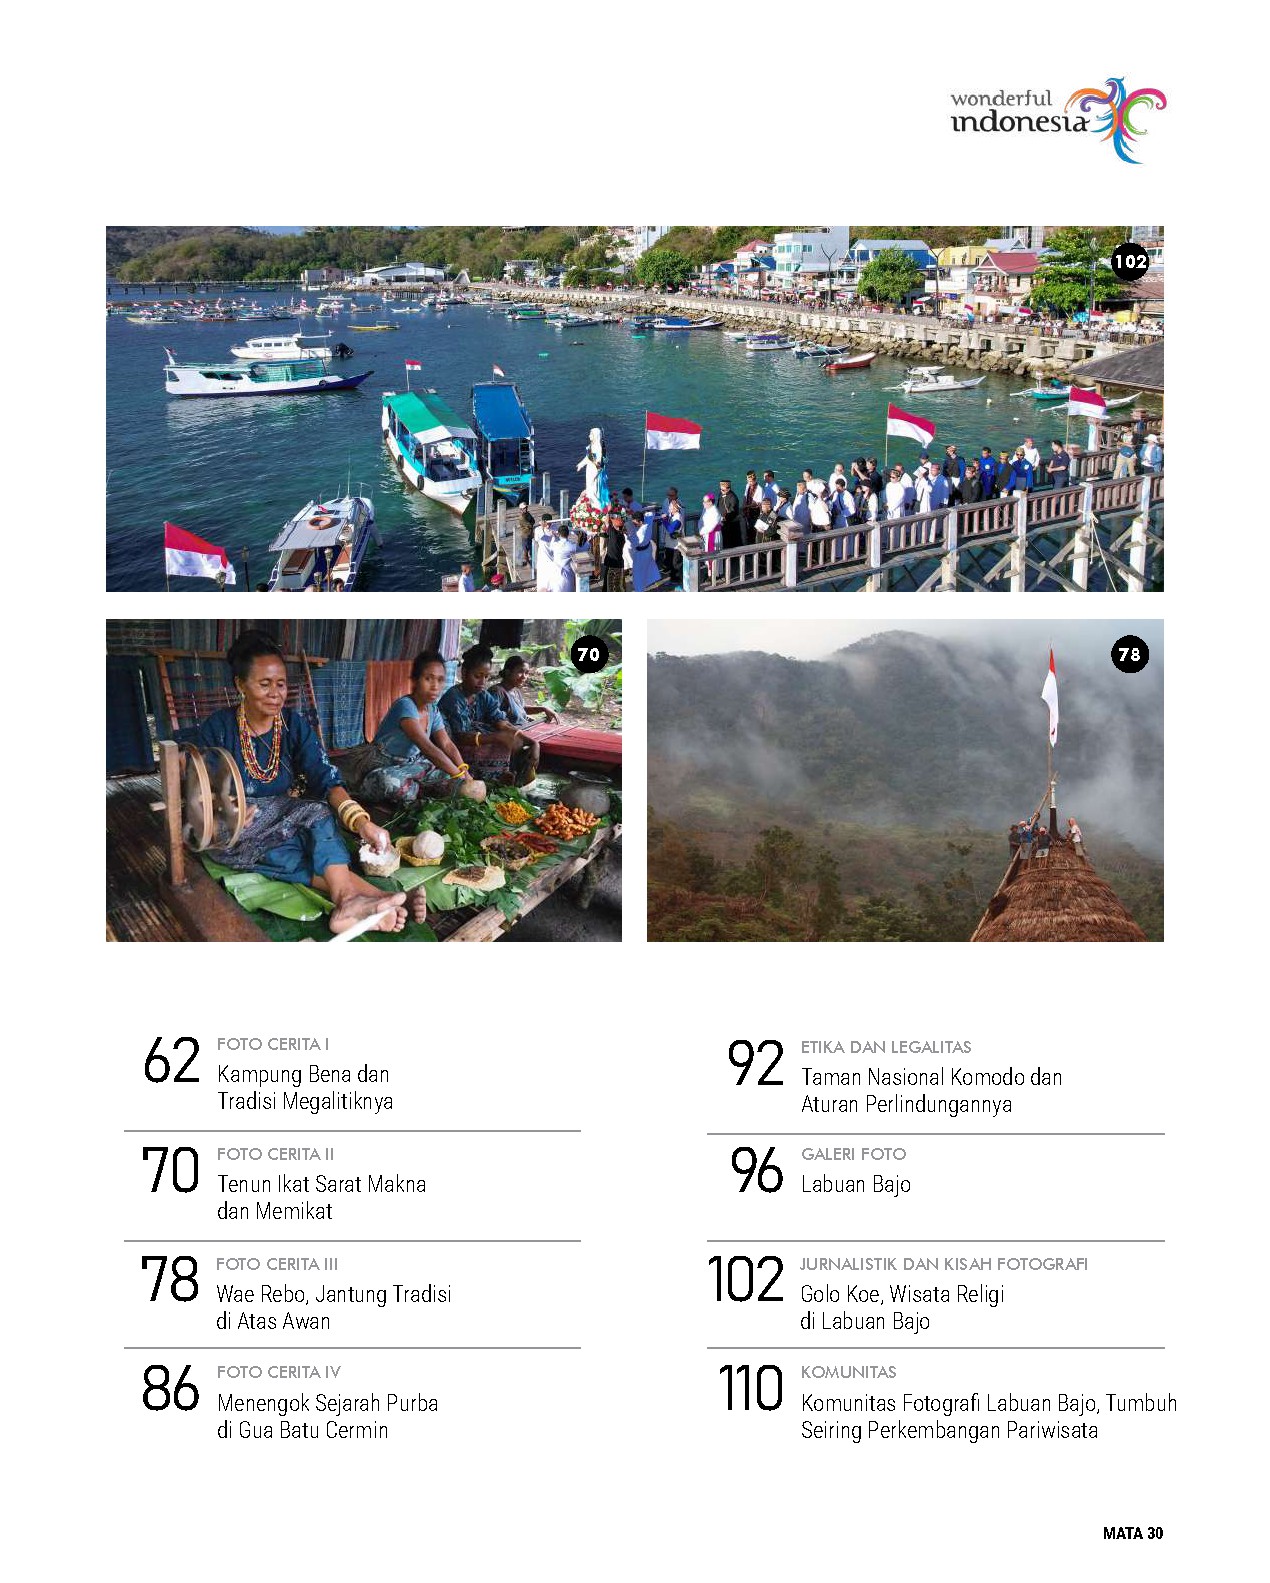 wonderful
indonesia
102
70
78
62
FOTO CERITA I
Kampung Bena dan
Tradisi Megalitiknya
70
FOTO CERITA II
Tenun Ikat Sarat Makna
dan Memikat
78
FOTO CERITA III
Wae Rebo, Jantung Tradisi
di Atas Awan
86
FOTO CERITA IV
Menengok Sejarah Purba
di Gua Batu Cermin
92
ETIKA DAN LEGALITAS
Taman Nasional Komodo dan
Aturan Perlindungannya
96
GALERI FOTO
Labuan Bajo
102
JURNALISTIK DAN KISAH FOTOGRAFI
Golo Koe, Wisata Religi
di Labuan Bajo
110
KOMUNITAS
Komunitas Fotografi Labuan Bajo, Tumbuh
Seiring Perkembangan Pariwisata
MATA 30